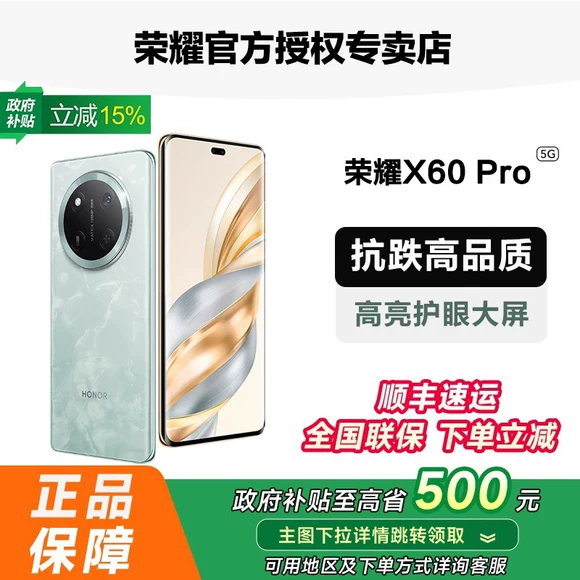 荣耀官方授权专卖店
政府
补贴
立减15%
荣耀X60 Pro
5G
抗跌高品质
高亮护眼大屏
HONOR
顺丰速运
全国联保 下单立减
正品
保障
政府补贴至高省500元
主图下拉详情跳转领取
可用地区及下单方式详询客服